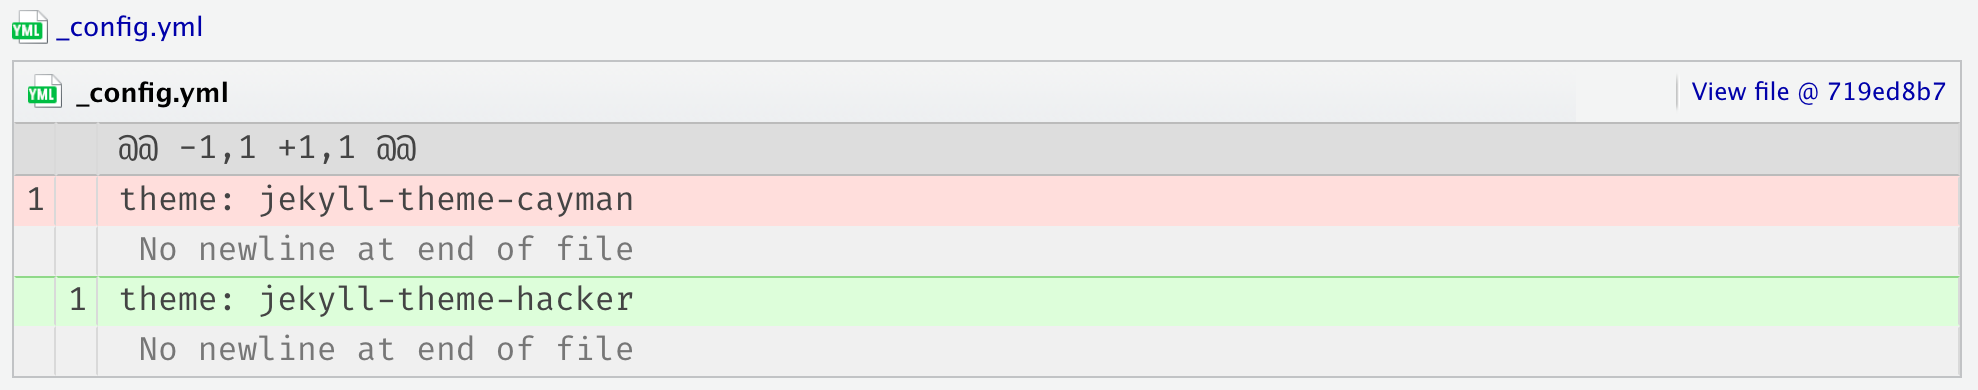 YML _config.yml
YML _config.yml View file @ 719ed8b7
@@ -1,1 +1,1 @@
1 theme: jekyll-theme-cayman
No newline at end of file
1 theme: jekyll-theme-hacker
No newline at end of file